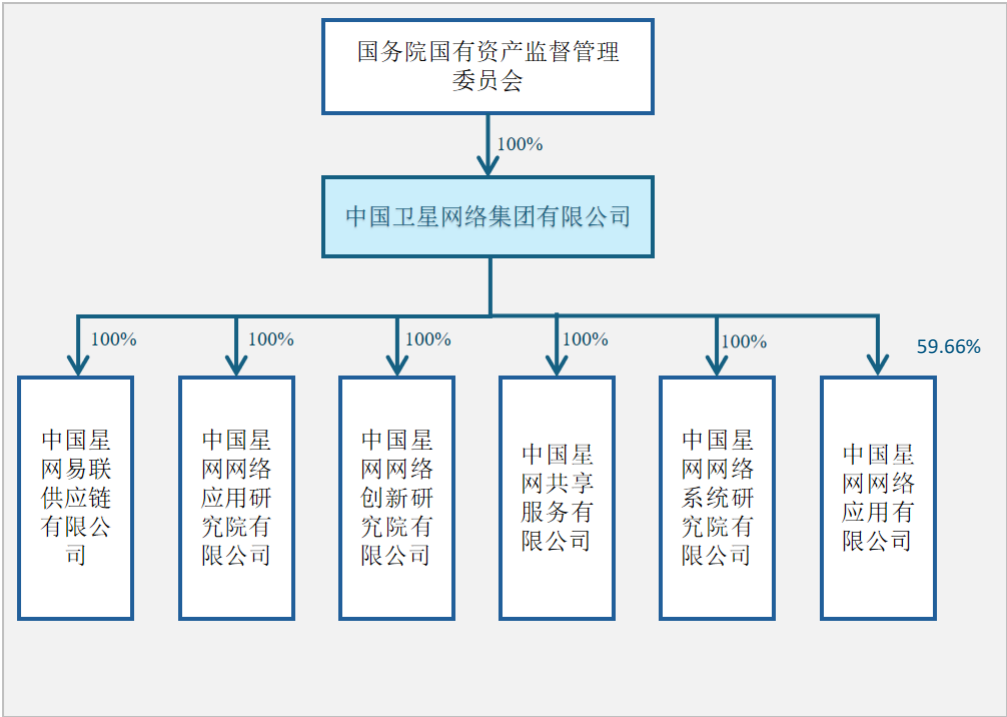 国务院国有资产监督管理
委员会
100%
中国卫星网络集团有限公司
100%
100%
100%
100%
100%
59.66%
中国星
网易联
供应链
有限公
司
中国星
网网络
应用研
究院有
限公司
中国星
网网络
创新研
究院有
限公司
中国星
网共享
服务有
限公司
中国星
网网络
系统研
究院有
限公司
中国星
网网络
应用有
限公司